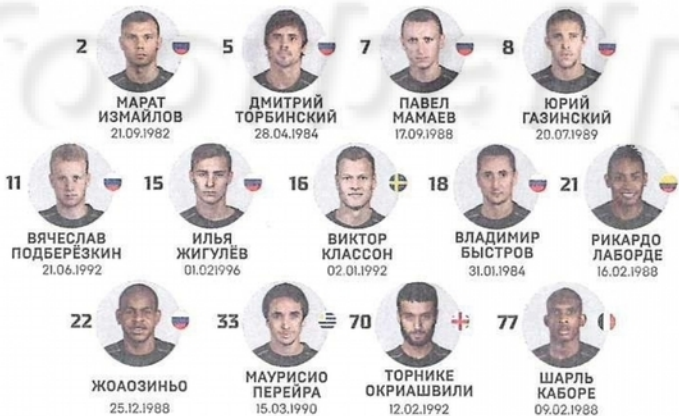 2
МАРАТ
ИЗМАЙЛОВ
21.09.1982
5
ДМИТРИЙ
ТОРБИНСКИЙ
28.04.1984
7
ПАВЕЛ
МАМАЕВ
17.09.1988
8
ЮРИЙ
ГАЗИНСКИЙ
20.07.1989
11
ВЯЧЕСЛАВ
ПОДБЕРЁЗКИН
21.06.1992
15
ИЛЬЯ
ЖИГУЛЁВ
01.021996
16
ВИКТОР
КЛАССОН
02.01.1992
18
ВЛАДИМИР
БЫСТРОВ
31.01.1984
21
РИКАРДО
ЛАБОРДЕ
16.02.1988
22
ЖОАОЗИНЬО
25.12.1988
33
МАУРИСИО
ПЕРЕЙРА
15.03.1990
70
ТОРНИКЕ
ОКРИАШВИЛИ
12.02.1992
77
ШАРЛЬ
КАБОРЕ
09.02.1988